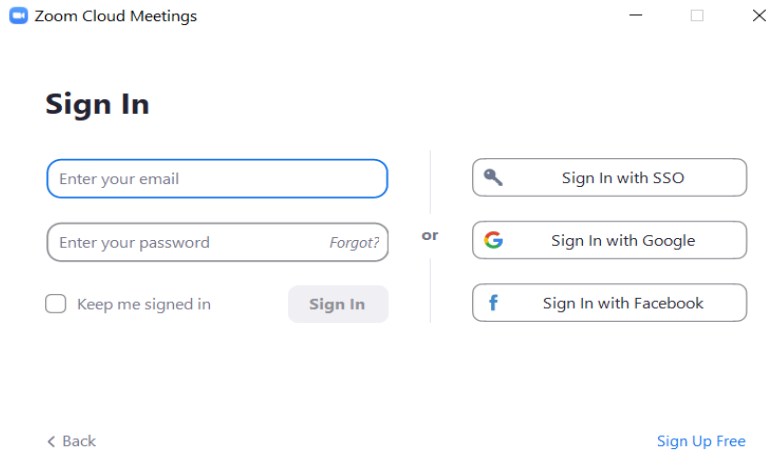 Zoom Cloud Meetings
Sign In
Enter your email
Enter your password
Forgot?
Keep me signed in
Sign In
or
Sign In with SSO
Sign In with Google
Sign In with Facebook
Back
Sign Up Free